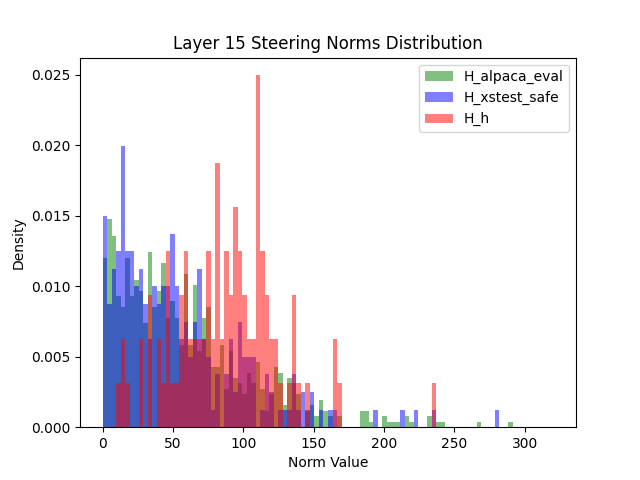 Layer 15 Steering Norms Distribution
H_alpaca_eval
H_xstest_safe
H_h
0.025
0.020
0.015
0.010
0.005
0.000
Density
0 50 100 150 200 250 300
Norm Value